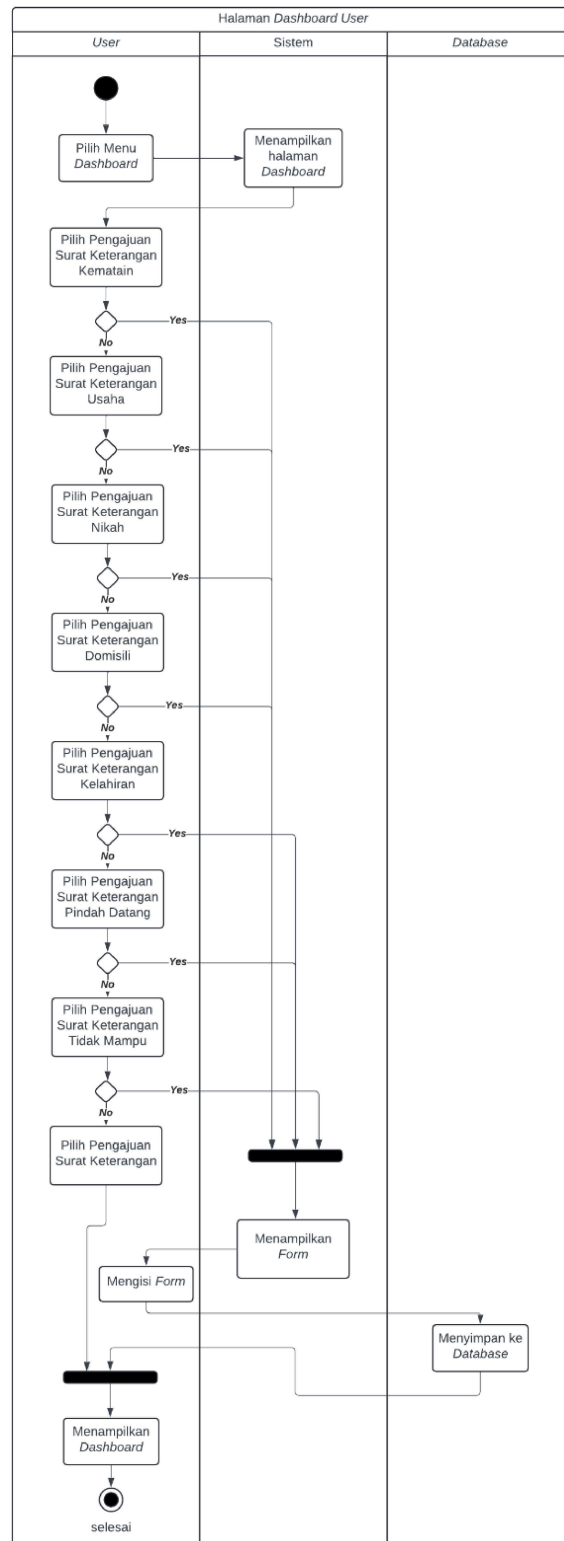 Halaman Dashboard User
User
Sistem
Database
Pilih Menu
Dashboard
Menampilkan
halaman
Dashboard
Pilih Pengajuan
Surat Keterangan
Kematain
Yes
No
Pilih Pengajuan
Surat Keterangan
Usaha
Yes
No
Pilih Pengajuan
Surat Keterangan
Nikah
Yes
No
Pilih Pengajuan
Surat Keterangan
Domisili
Yes
No
Pilih Pengajuan
Surat Keterangan
Kelahiran
Yes
No
Pilih Pengajuan
Surat Keterangan
Pindah Datang
Yes
No
Pilih Pengajuan
Surat Keterangan
Tidak Mampu
Yes
No
Pilih Pengajuan
Surat Keterangan
Menampilkan
Form
Mengisi Form
Menyimpan ke
Database
Menampilkan
Dashboard
selesai